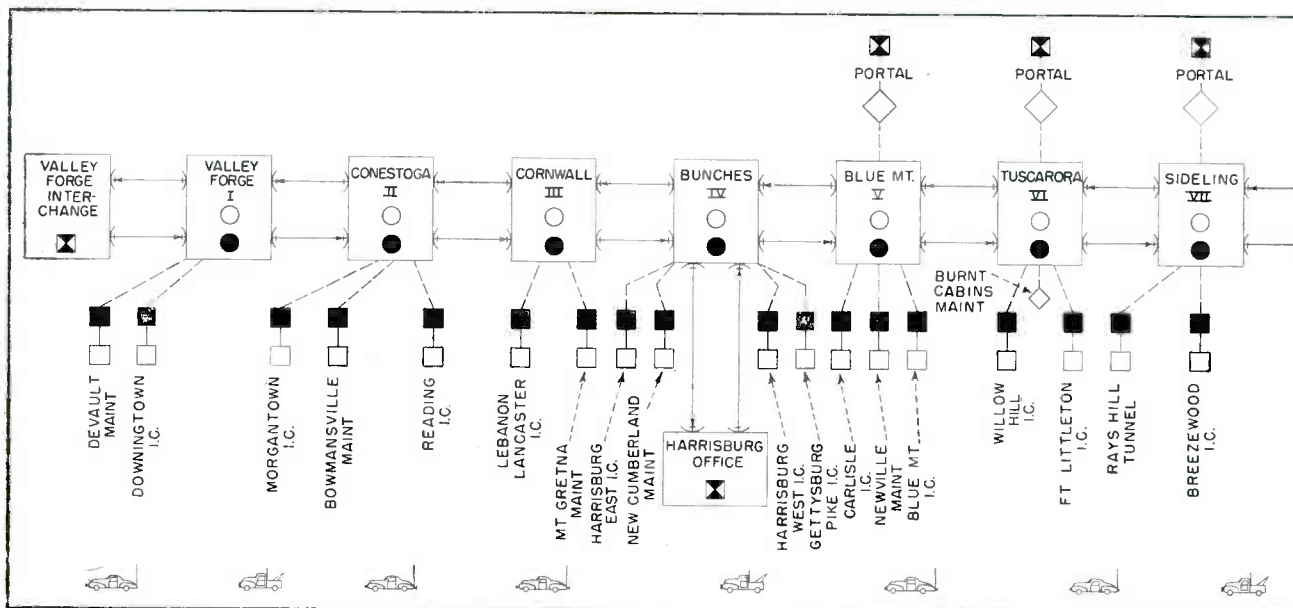 PORTAL
PORTAL
PORTAL
VALLEY
FORGE
INTER-
CHANGE
VALLEY
FORGE
I
CONESTOGA
II
CORNWALL
III
BUNCHES
IV
BLUE MT.
V
TUSCARORA
VI
SIDELING
VII
BURNT
CABINS
MAINT
DEVAULT
MAINT
DOWNINGTOWN
I.C.
MORGANTOWN
I.C.
BOWMANSVILLE
MAINT
READING
I.C.
LEBANON
LANCASTER
I.C.
MT GRETNA
MAINT
HARRISBURG
EAST I.C.
NEW CUMBERLAND
MAINT
HARRISBURG
OFFICE
HARRISBURG
WEST I.C.
GETTYSBURG
PIKE I.C.
CARLISLE
I.C.
NEWVILLE
MAINT
BLUE MT.
I.C.
WILLOW
HILL
I.C.
FT LITTLETON
I.C.
RAYS HILL
TUNNEL
BREEZEWOOD
I.C.